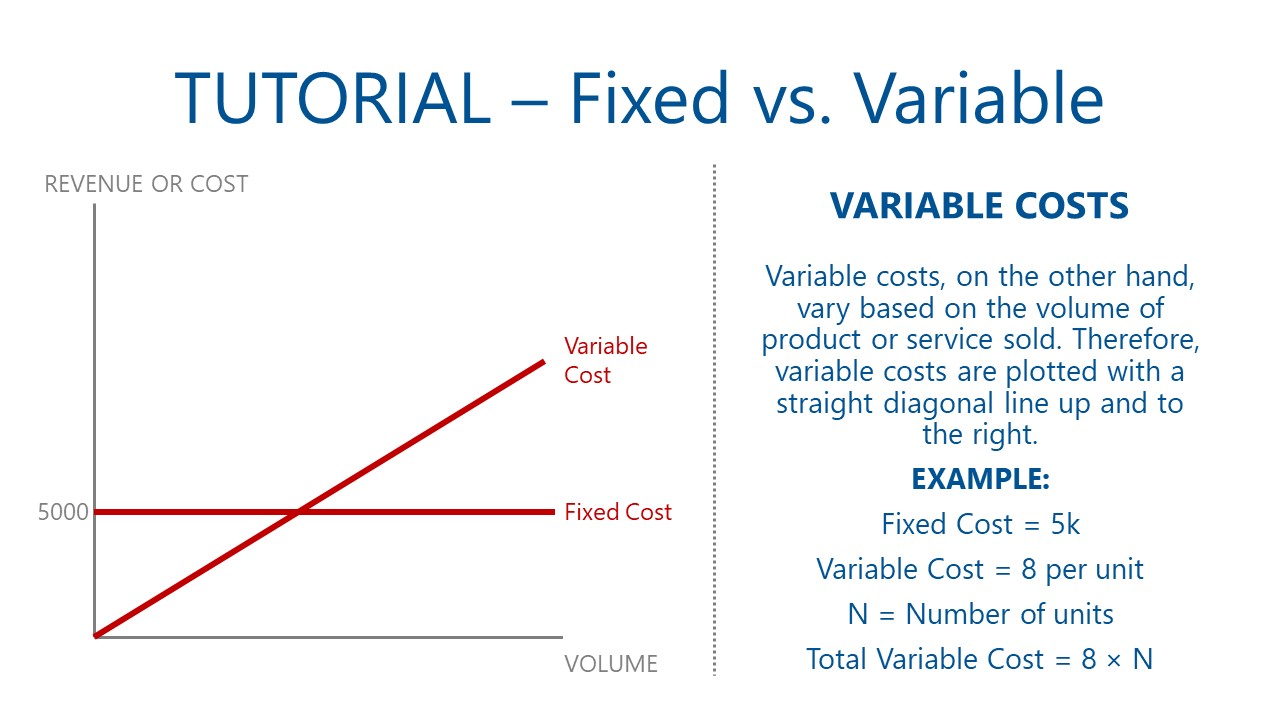 TUTORIAL – Fixed vs. Variable
REVENUE OR COST
Variable
Cost
5000
Fixed Cost
VOLUME
VARIABLE COSTS
Variable costs, on the other hand,
vary based on the volume of
product or service sold. Therefore,
variable costs are plotted with a
straight diagonal line up and to
the right.
EXAMPLE:
Fixed Cost = 5k
Variable Cost = 8 per unit
N = Number of units
Total Variable Cost = 8 × N